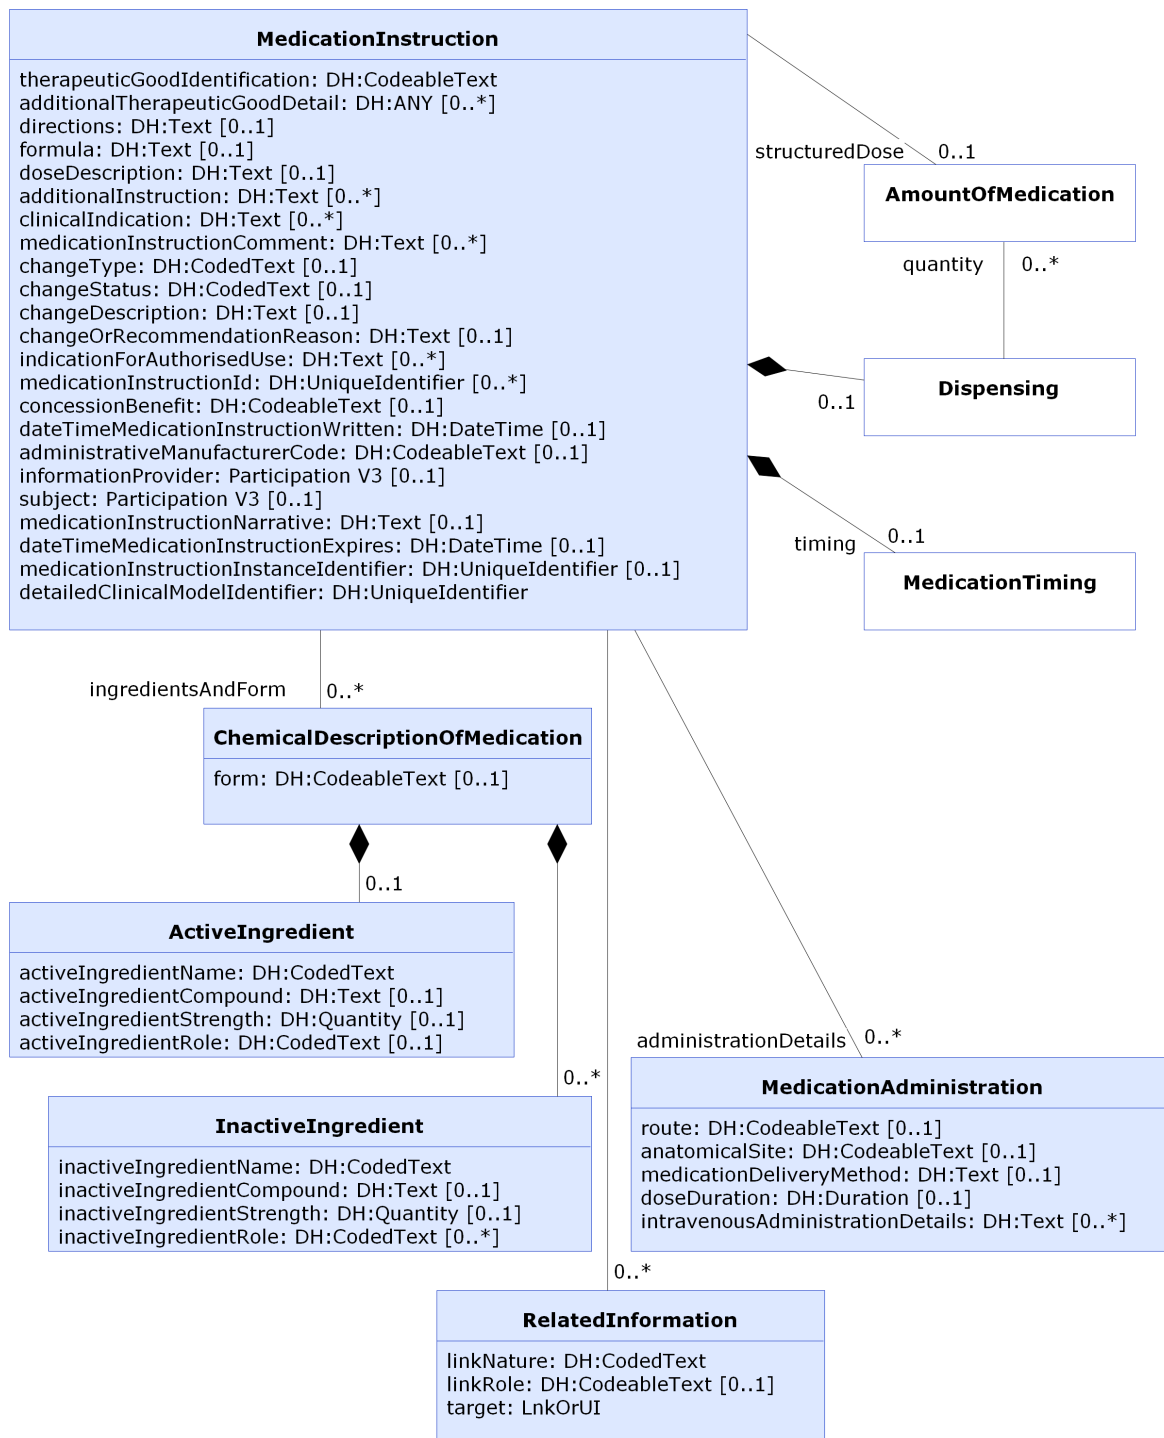 MedicationInstruction
therapeuticGoodIdentification: DH:CodeableText
additionalTherapeuticGoodDetail: DH:ANY [0..*]
directions: DH:Text [0..1]
formula: DH:Text [0..1]
doseDescription: DH:Text [0..1]
additionalInstruction: DH:Text [0..*]
clinicalIndication: DH:Text [0..*]
medicationInstructionComment: DH:Text [0..*]
changeType: DH:CodedText [0..1]
changeStatus: DH:CodedText [0..1]
changeDescription: DH:Text [0..1]
changeOrRecommendationReason: DH:Text [0..1]
indicationForAuthorisedUse: DH:Text [0..*]
medicationInstructionId: DH:UniqueIdentifier [0..*]
concessionBenefit: DH:CodeableText [0..1]
dateTimeMedicationInstructionWritten: DH:DateTime [0..1]
administrativeManufacturerCode: DH:CodeableText [0..1]
informationProvider: Participation V3 [0..1]
subject: Participation V3 [0..1]
medicationInstructionNarrative: DH:Text [0..1]
dateTimeMedicationInstructionExpires: DH:DateTime [0..1]
medicationInstructionInstanceIdentifier: DH:UniqueIdentifier [0..1]
detailedClinicalModelIdentifier: DH:UniqueIdentifier
structuredDose 0..1
AmountOfMedication
quantity 0..*
Dispensing
0..1
timing 0..1
MedicationTiming
ingredientsAndForm 0..*
ChemicalDescriptionOfMedication
form: DH:CodeableText [0..1]
0..1
ActiveIngredient
activeIngredientName: DH:CodedText
activeIngredientCompound: DH:Text [0..1]
activeIngredientStrength: DH:Quantity [0..1]
activeIngredientRole: DH:CodedText [0..1]
0..*
InactiveIngredient
inactiveIngredientName: DH:CodedText
inactiveIngredientCompound: DH:Text [0..1]
inactiveIngredientStrength: DH:Quantity [0..1]
inactiveIngredientRole: DH:CodedText [0..*]
administrationDetails 0..*
MedicationAdministration
route: DH:CodeableText [0..1]
anatomicalSite: DH:CodeableText [0..1]
medicationDeliveryMethod: DH:Text [0..1]
doseDuration: DH:Duration [0..1]
intravenousAdministrationDetails: DH:Text [0..*]
0..*
RelatedInformation
linkNature: DH:CodedText
linkRole: DH:CodeableText [0..1]
target: LnkOrUI